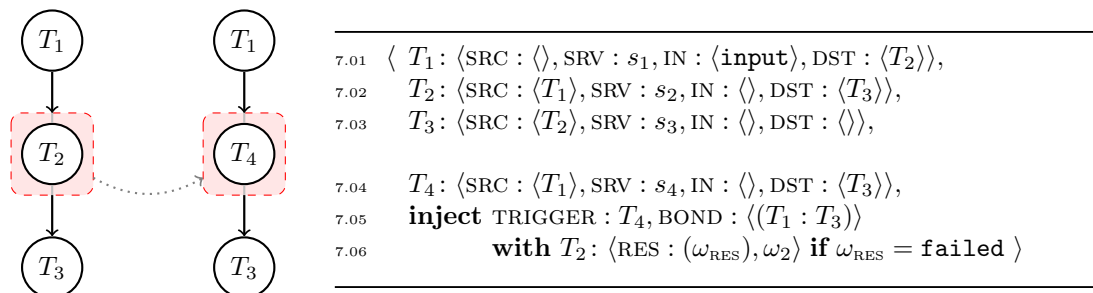 T1 T1
T2 T4
T3 T3
7.01 ⟨ T1: ⟨SRC : ⟨⟩, SRV : s1, IN : ⟨input⟩, DST : ⟨T2⟩⟩,
7.02 T2: ⟨SRC : ⟨T1⟩, SRV : s2, IN : ⟨⟩, DST : ⟨T3⟩⟩,
7.03 T3: ⟨SRC : ⟨T2⟩, SRV : s3, IN : ⟨⟩, DST : ⟨⟩⟩,
7.04 T4: ⟨SRC : ⟨T1⟩, SRV : s4, IN : ⟨⟩, DST : ⟨T3⟩⟩,
7.05 inject TRIGGER : T4, BOND : ⟨(T1 : T3)⟩
7.06 with T2: ⟨RES : (ωRES), ω2⟩ if ωRES = failed ⟩